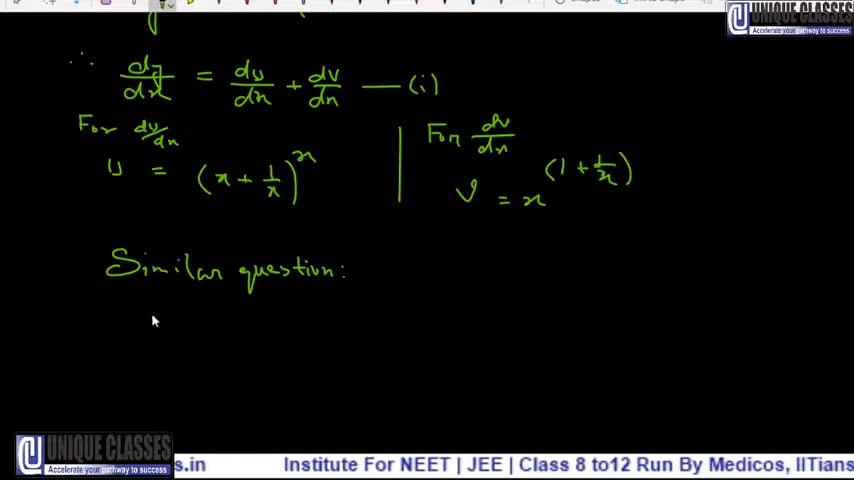 UNIQUE CLASSES
Accelerate your pathway to success
∴ dy/dx = du/dx + dv/dx — (i)
For du/dx
u = (x + 1/x)^x
For dv/dx
v = x^(1 + 1/x)
Similar question:
UNIQUE CLASSES
Accelerate your pathway to success
s.in Institute For NEET | JEE | Class 8 to12 Run By Medicos, IITians